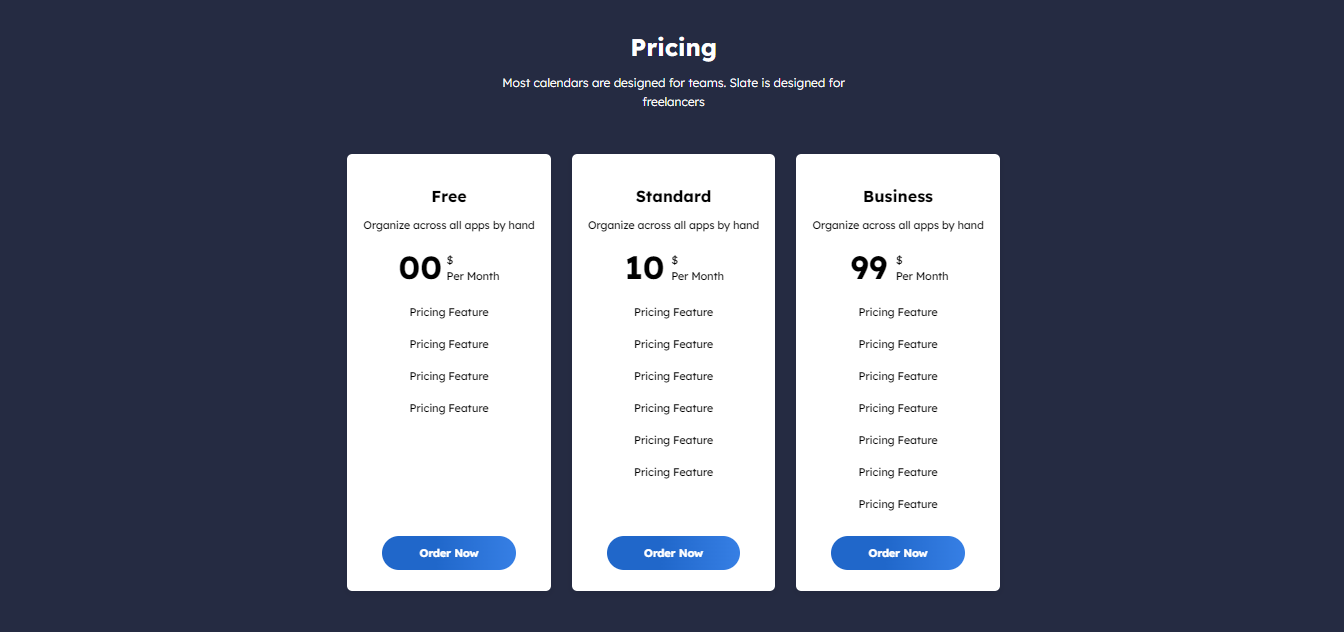 Pricing
Most calendars are designed for teams. Slate is designed for
freelancers
Free
Organize across all apps by hand
00 $
Per Month
Pricing Feature
Pricing Feature
Pricing Feature
Pricing Feature
Order Now
Standard
Organize across all apps by hand
10 $
Per Month
Pricing Feature
Pricing Feature
Pricing Feature
Pricing Feature
Pricing Feature
Pricing Feature
Order Now
Business
Organize across all apps by hand
99 $
Per Month
Pricing Feature
Pricing Feature
Pricing Feature
Pricing Feature
Pricing Feature
Pricing Feature
Pricing Feature
Order Now